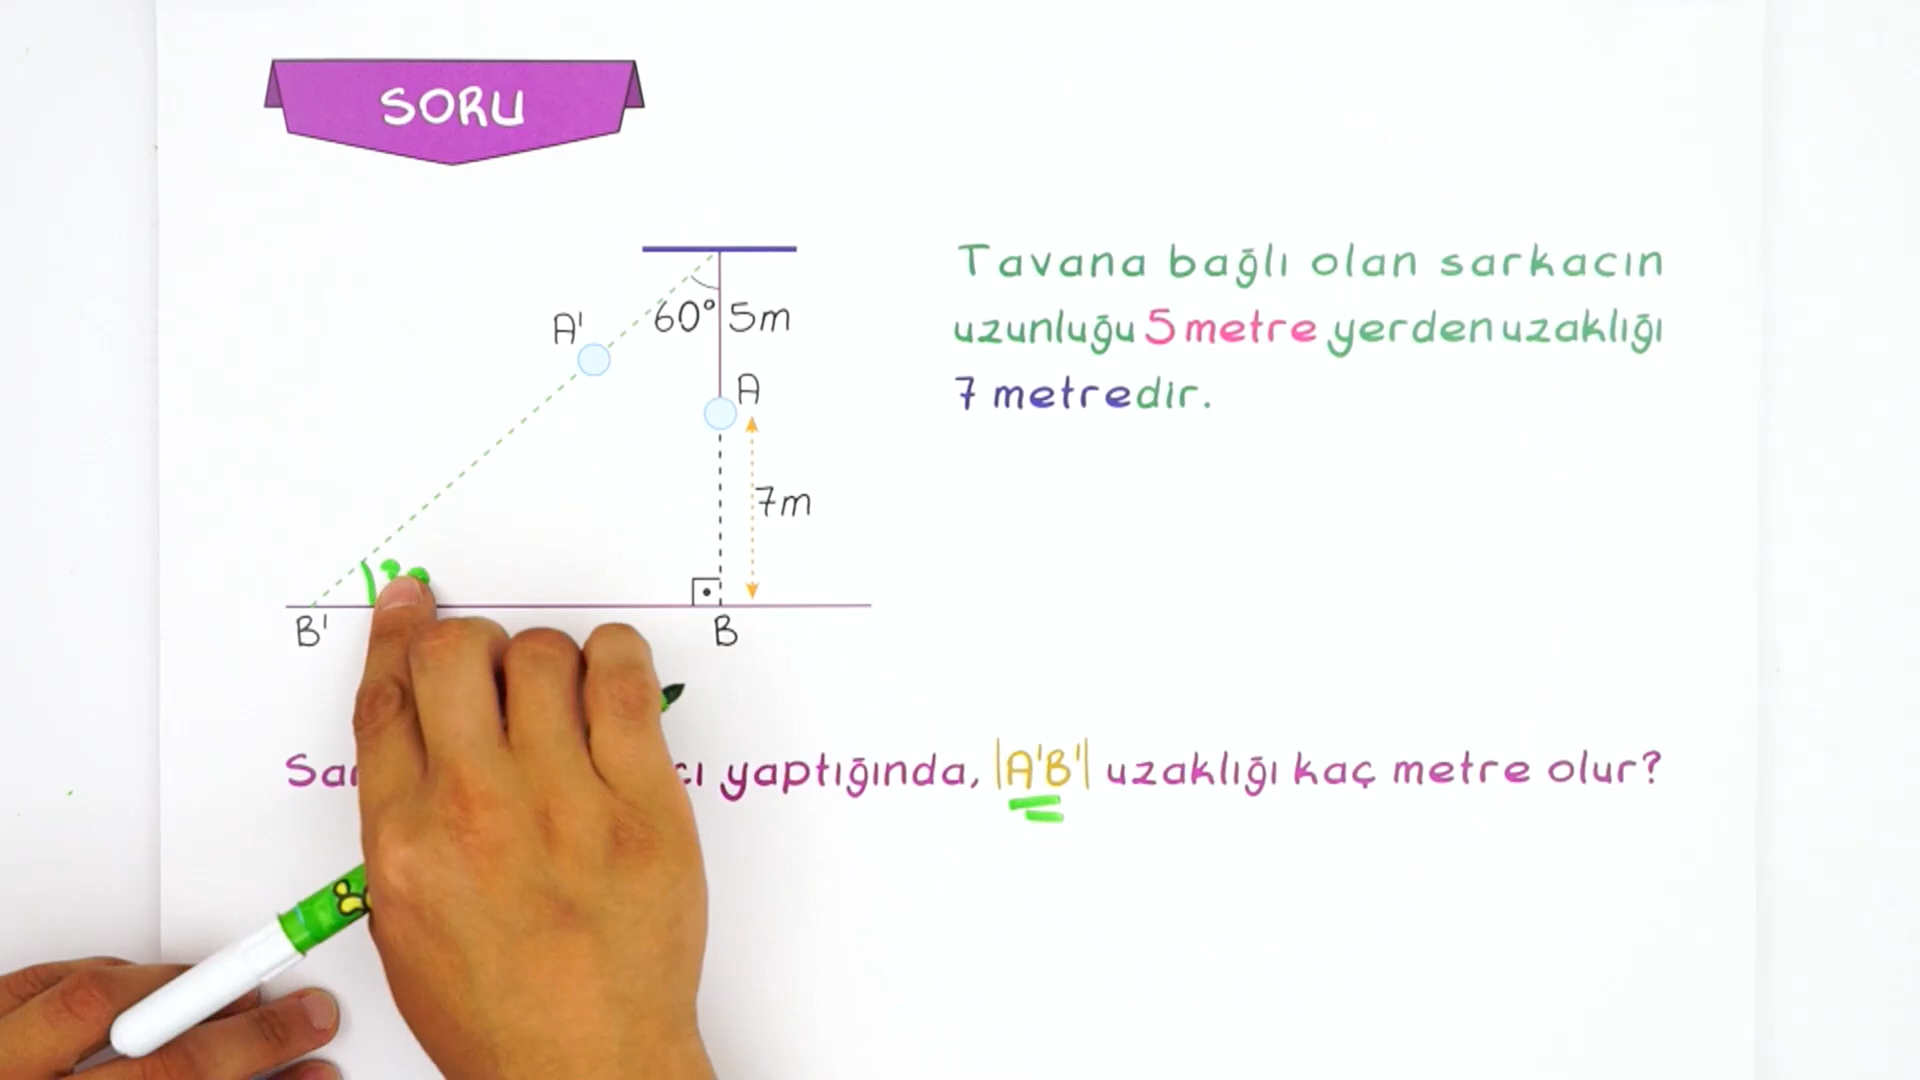 SORU
Tavana bağlı olan sarkacın
uzunluğu 5 metre yerden uzaklığı
7 metredir.
A'
60° 5m
A
7m
B'
B
yaptığında, |A'B'| uzaklığı kaç metre olur?